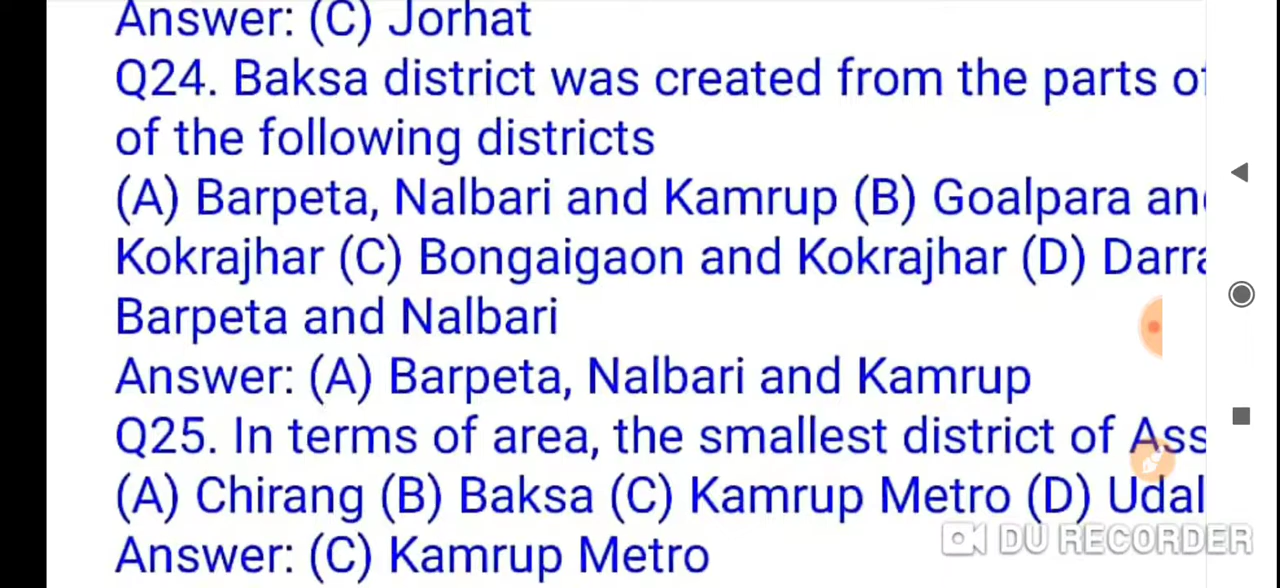 Answer: (C) Jorhat
Q24. Baksa district was created from the parts of
of the following districts
(A) Barpeta, Nalbari and Kamrup (B) Goalpara an
Kokrajhar (C) Bongaigaon and Kokrajhar (D) Darra
Barpeta and Nalbari
Answer: (A) Barpeta, Nalbari and Kamrup
Q25. In terms of area, the smallest district of Ass
(A) Chirang (B) Baksa (C) Kamrup Metro (D) Udal
Answer: (C) Kamrup Metro
DU RECORDER